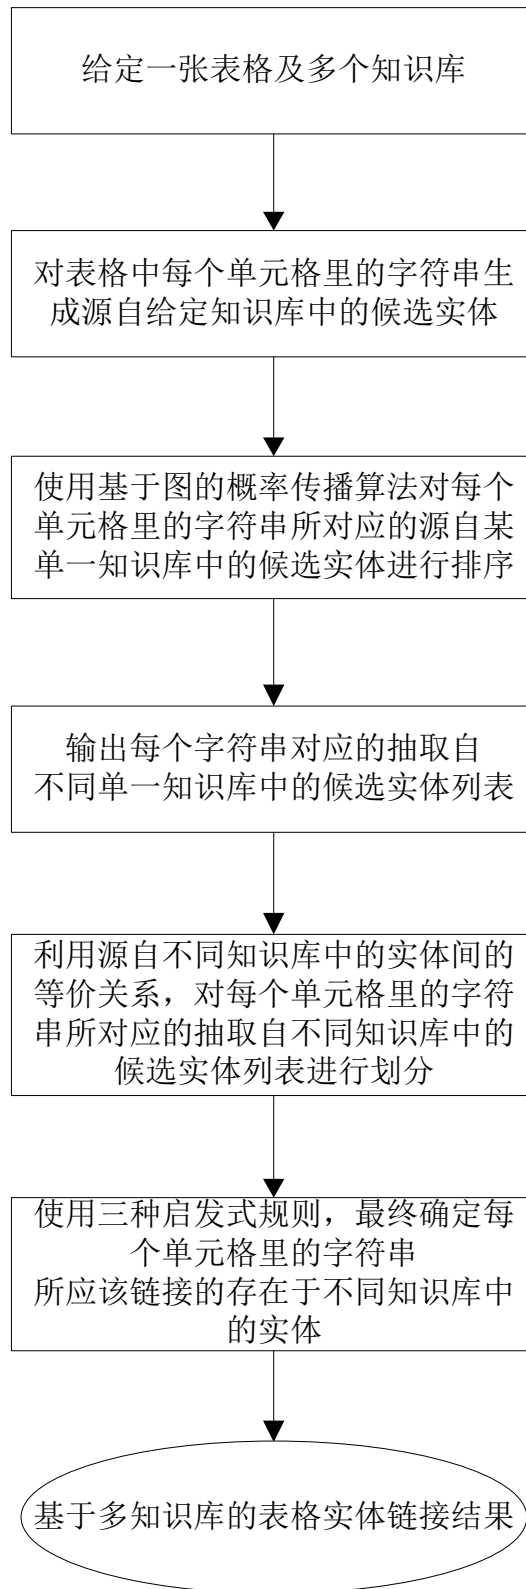 给定一张表格及多个知识库
对表格中每个单元格里的字符串生
成源自给定知识库中的候选实体
使用基于图的概率传播算法对每个
单元格里的字符串所对应的源自某
单一知识库中的候选实体进行排序
输出每个字符串对应的抽取自
不同单一知识库中的候选实体列表
利用源自不同知识库中的实体间的
等价关系，对每个单元格里的字符
串所对应的抽取自不同知识库中的
候选实体列表进行划分
使用三种启发式规则，最终确定每
个单元格里的字符串
所应该链接的存在于不同知识库中
的实体
基于多知识库的表格实体链接结果